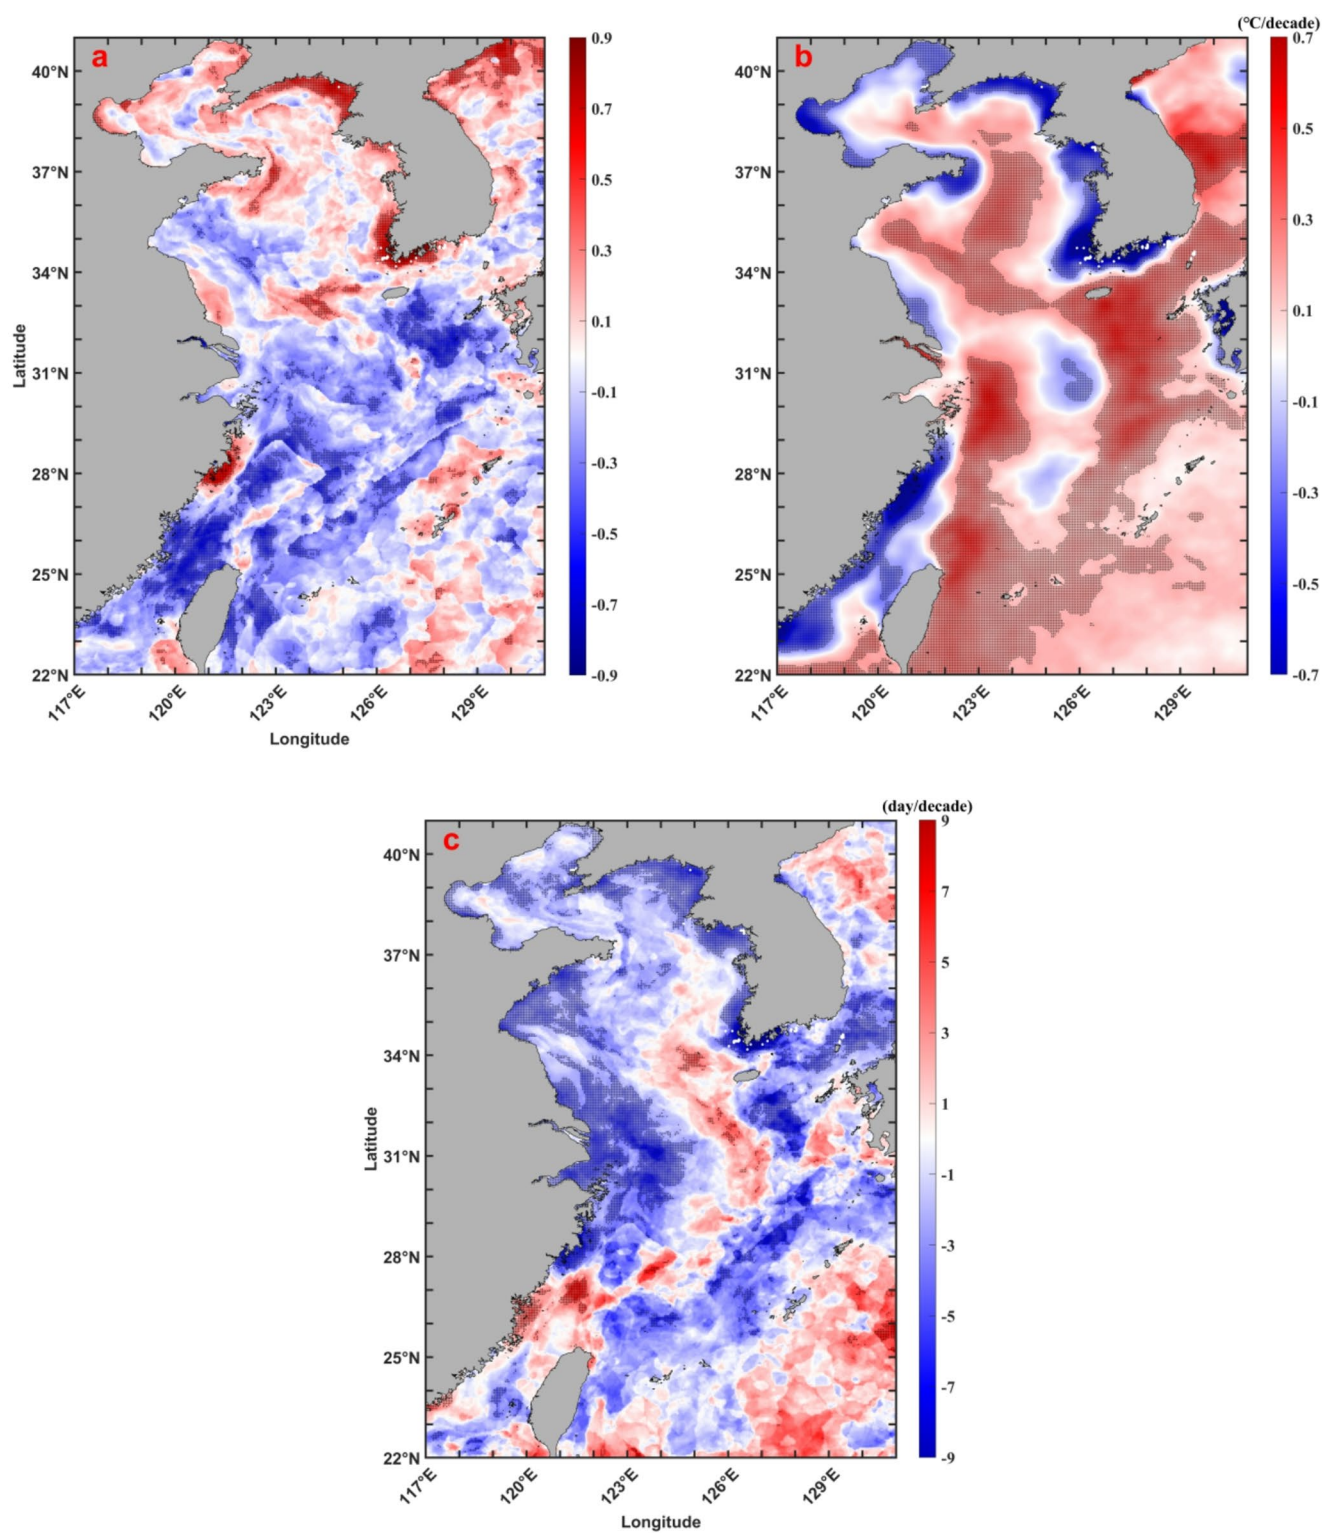 a
0.9
0.7
0.5
0.3
0.1
-0.1
-0.3
-0.5
-0.7
-0.9
40°N
37°N
34°N
31°N
28°N
25°N
22°N
Latitude
117°E
120°E
123°E
126°E
129°E
Longitude
b
(°C/decade)
0.7
0.5
0.3
0.1
-0.1
-0.3
-0.5
-0.7
40°N
37°N
34°N
31°N
28°N
25°N
22°N
117°E
120°E
123°E
126°E
129°E
c
(day/decade)
9
7
5
3
1
-1
-3
-5
-7
-9
40°N
37°N
34°N
31°N
28°N
25°N
22°N
Latitude
117°E
120°E
123°E
126°E
129°E
Longitude